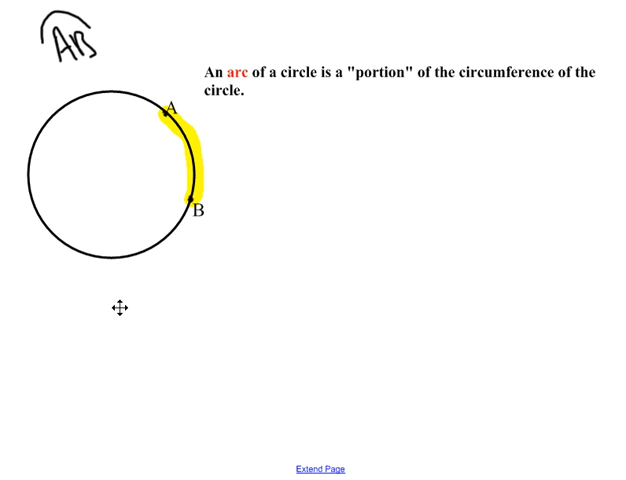 AB
An arc of a circle is a "portion" of the circumference of the
circle.
A
B
Extend Page